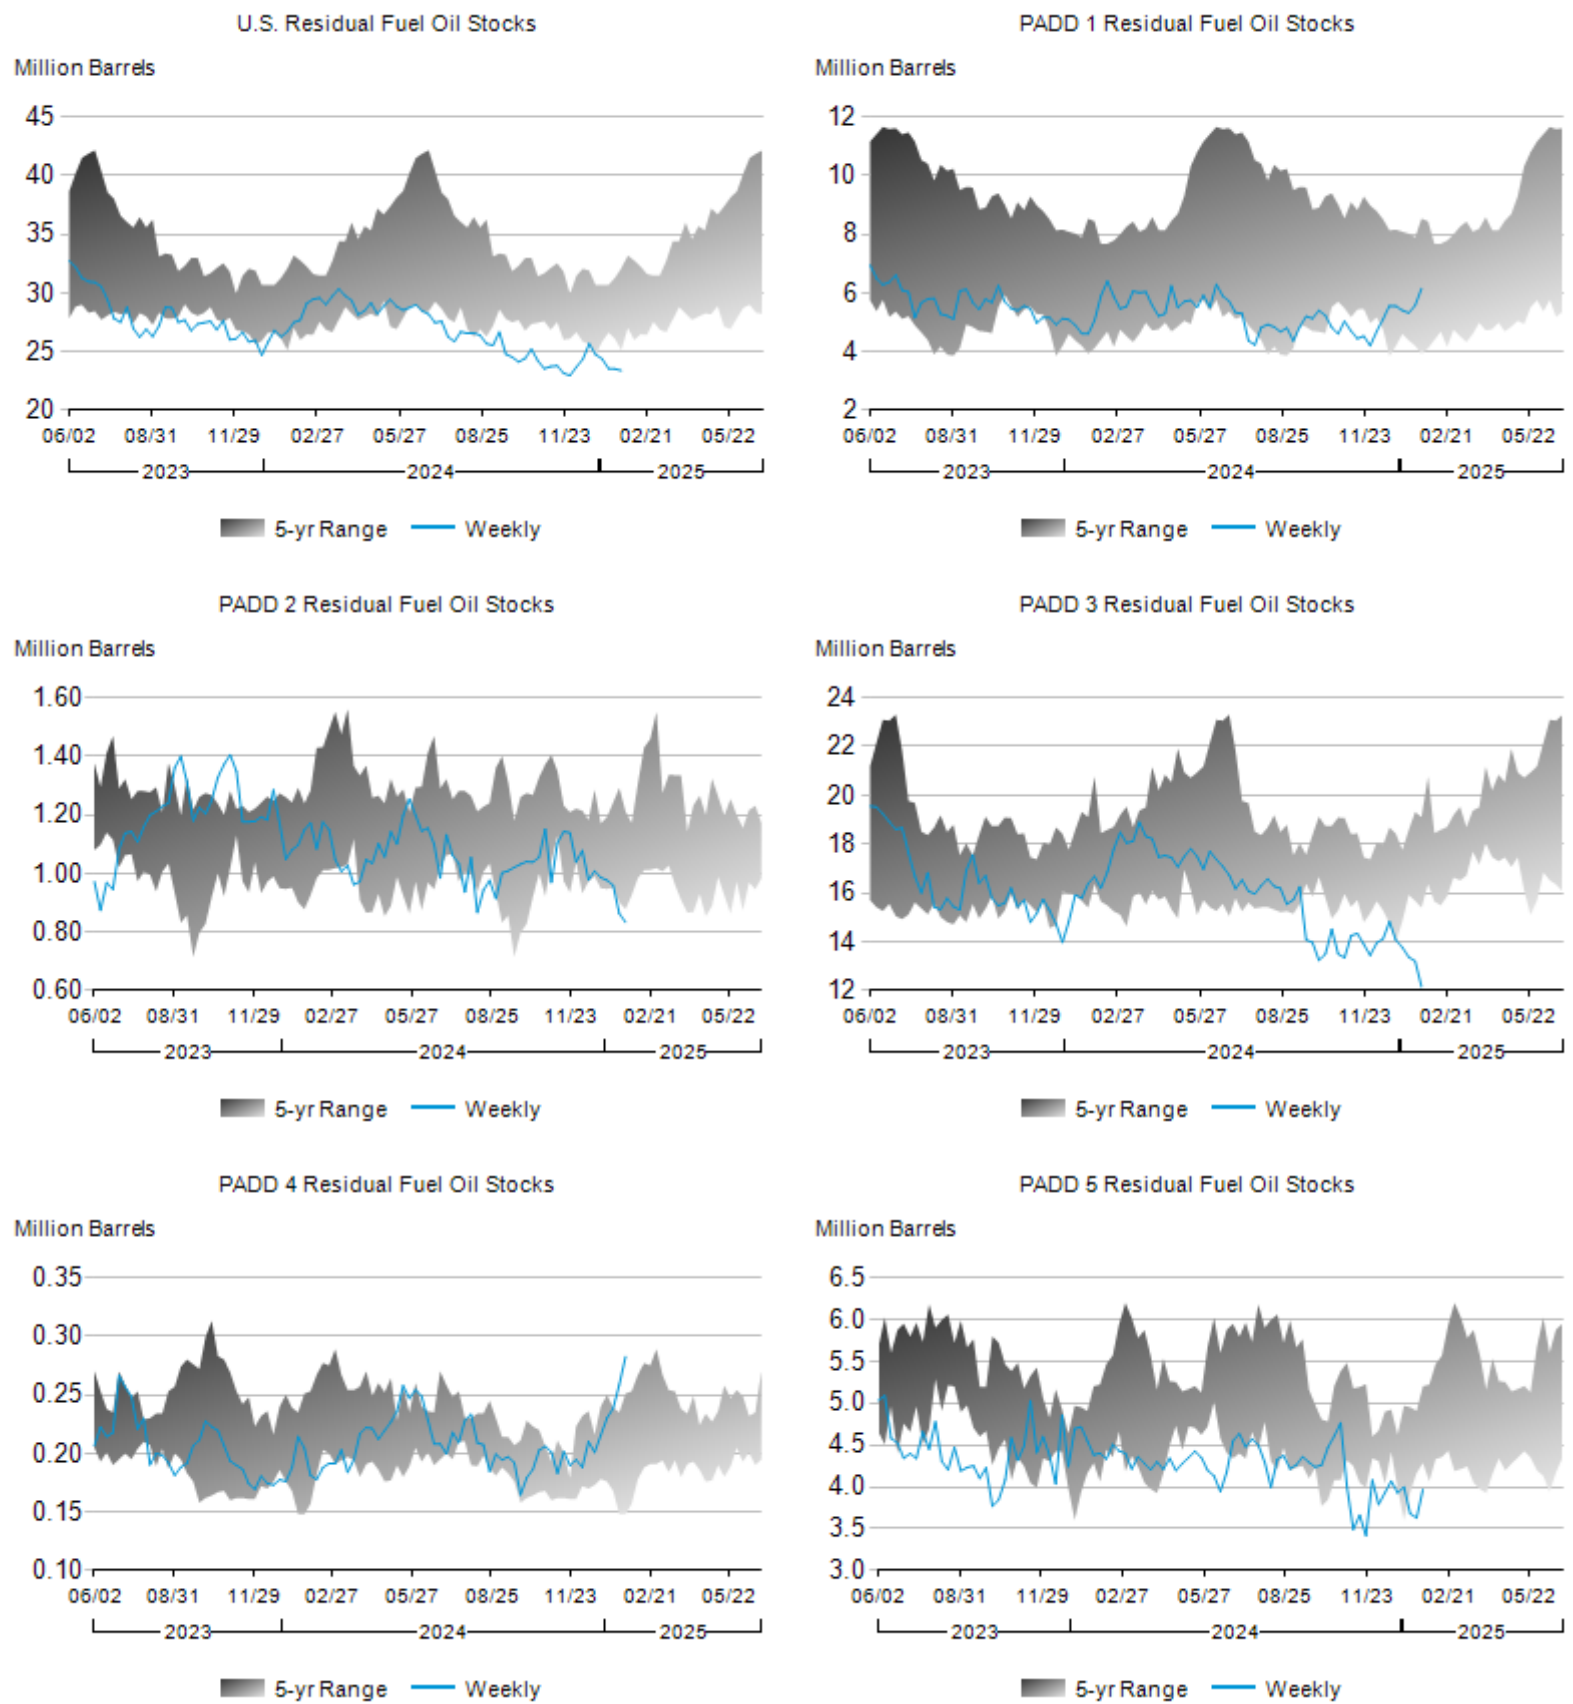 U.S. Residual Fuel Oil Stocks
Million Barrels
45
40
35
30
25
20
06/02 08/31 11/29 02/27 05/27 08/25 11/23 02/21 05/22
2023 2024 2025
5-yr Range Weekly
PADD 1 Residual Fuel Oil Stocks
Million Barrels
12
10
8
6
4
2
06/02 08/31 11/29 02/27 05/27 08/25 11/23 02/21 05/22
2023 2024 2025
5-yr Range Weekly
PADD 2 Residual Fuel Oil Stocks
Million Barrels
1.60
1.40
1.20
1.00
0.80
0.60
06/02 08/31 11/29 02/27 05/27 08/25 11/23 02/21 05/22
2023 2024 2025
5-yr Range Weekly
PADD 3 Residual Fuel Oil Stocks
Million Barrels
24
22
20
18
16
14
12
06/02 08/31 11/29 02/27 05/27 08/25 11/23 02/21 05/22
2023 2024 2025
5-yr Range Weekly
PADD 4 Residual Fuel Oil Stocks
Million Barrels
0.35
0.30
0.25
0.20
0.15
0.10
06/02 08/31 11/29 02/27 05/27 08/25 11/23 02/21 05/22
2023 2024 2025
5-yr Range Weekly
PADD 5 Residual Fuel Oil Stocks
Million Barrels
6.5
6.0
5.5
5.0
4.5
4.0
3.5
3.0
06/02 08/31 11/29 02/27 05/27 08/25 11/23 02/21 05/22
2023 2024 2025
5-yr Range Weekly